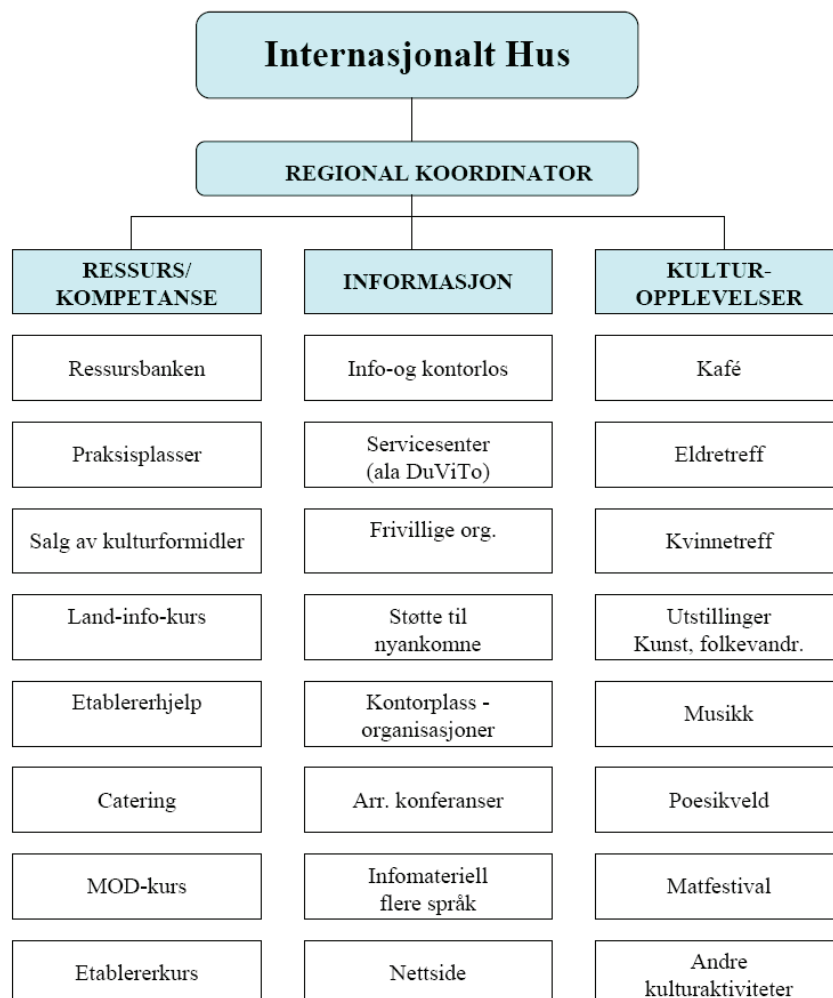 Internasjonalt Hus
REGIONAL KOORDINATOR
RESSURS/
KOMPETANSE
Ressursbanken
Praksisplasser
Salg av kulturformidler
Land-info-kurs
Etablererhjelp
Catering
MOD-kurs
Etablererkurs
INFORMASJON
Info-og kontorlos
Servicesenter
(ala DuViTo)
Frivillige org.
Støtte til
nyankomne
Kontorplass -
organisasjoner
Arr. konferanser
Infomateriell
flere språk
Nettside
KULTUR-
OPPLEVELSER
Kafé
Eldretreff
Kvinnetreff
Utstillinger
Kunst, folkevandr.
Musikk
Poesikveld
Matfestival
Andre
kulturaktiviteter